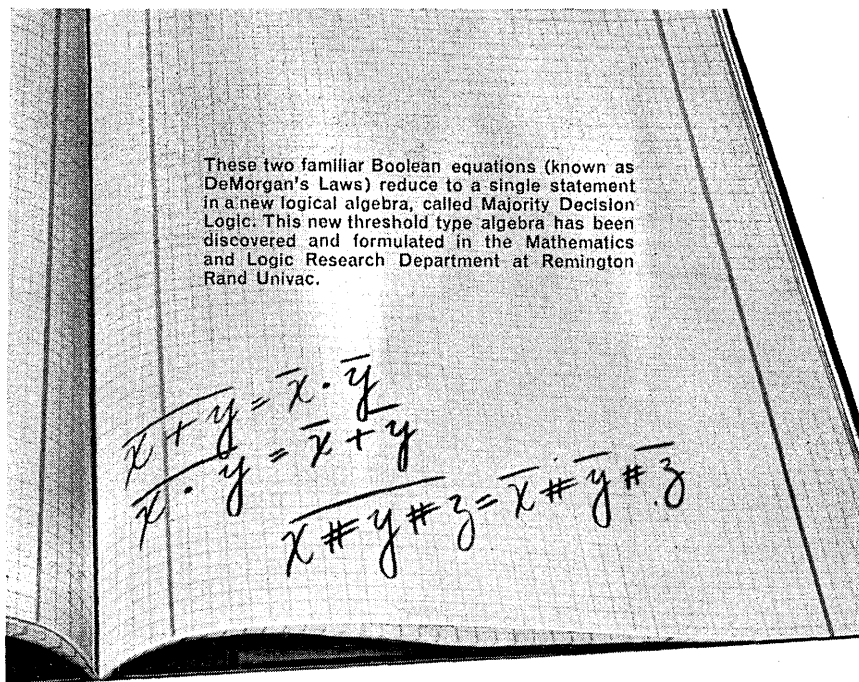 These two familiar Boolean equations (known as
DeMorgan's Laws) reduce to a single statement
in a new logical algebra, called Majority Decision
Logic. This new threshold type algebra has been
discovered and formulated in the Mathematics
and Logic Research Department at Remington
Rand Univac.
x̅ ̅+̅ ̅y̅ = x̅ · y̅
x̅ ̅·̅ ̅y̅ = x̅ + y̅
x̅ ̅#̅ ̅y̅ ̅#̅ ̅z̅ = x̅ # y̅ # z̅